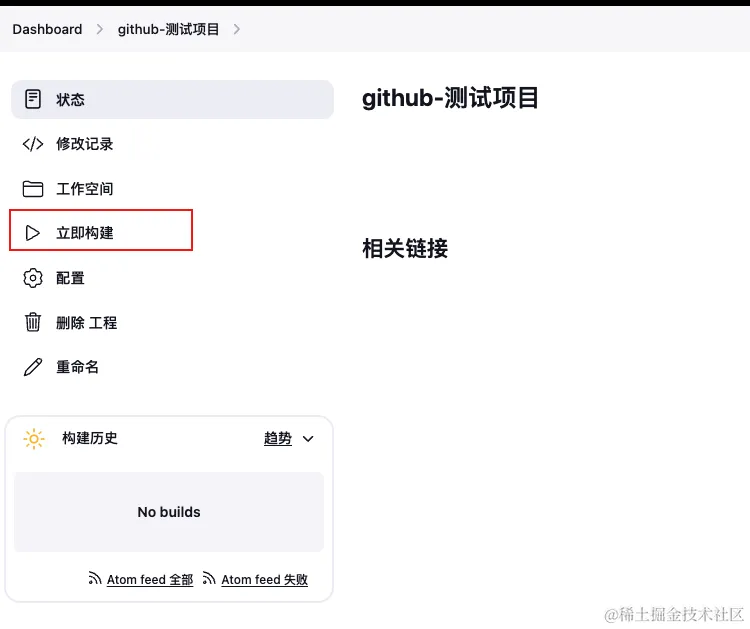 Dashboard > github-测试项目 >
状态
github-测试项目
修改记录
工作空间
立即构建
相关链接
配置
删除 工程
重命名
构建历史 趋势
No builds
Atom feed 全部 Atom feed 失败
@稀土掘金技术社区